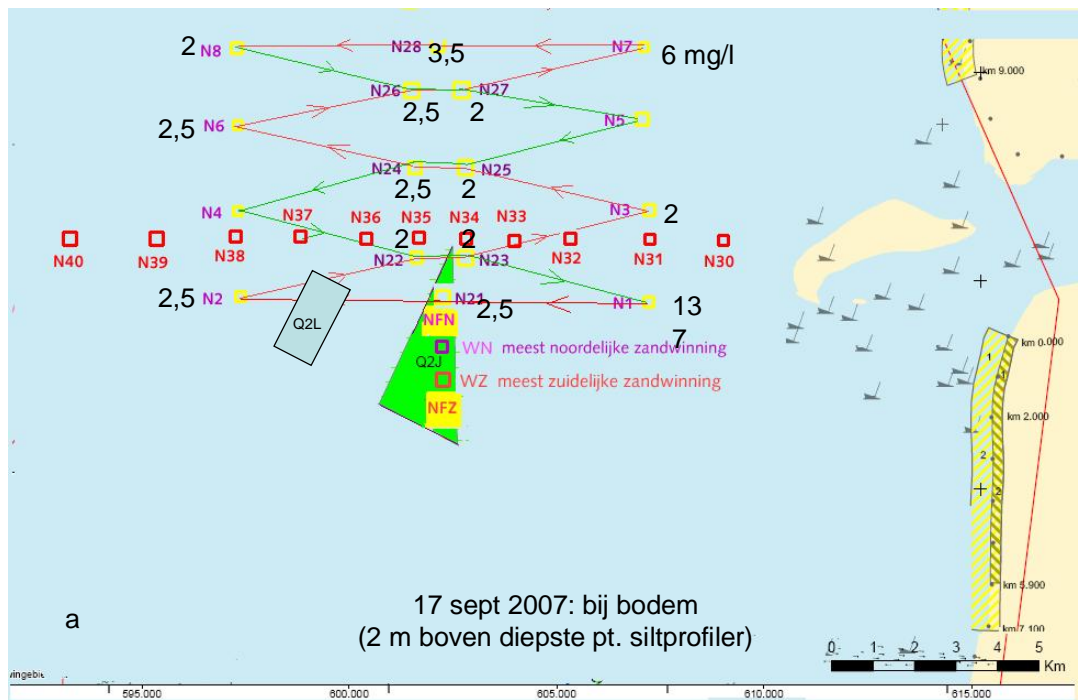 2 N8 N28 3,5 N7 6 mg/l
km 9.000
N26 2,5 N27 2
2,5 N6 N5
N24 2,5 N25 2
N4 N3 2
N40 N39 N38 N37 N36 N35 2 N34 2 N33 N32 N31 N30
N22 N23
2,5 N2 N21 2,5 N1 13
7
Q2L
NFN
WN meest noordelijke zandwinning
Q2J
WZ meest zuidelijke zandwinning
NFZ
km 0.000
1 1
km 2.000
2 2
km 5.900
km 7.100
17 sept 2007: bij bodem
(2 m boven diepste pt. siltprofiler)
a
0 1 2 3 4 5
Km
wingebie
595.000 600.000 605.000 610.000 615.000